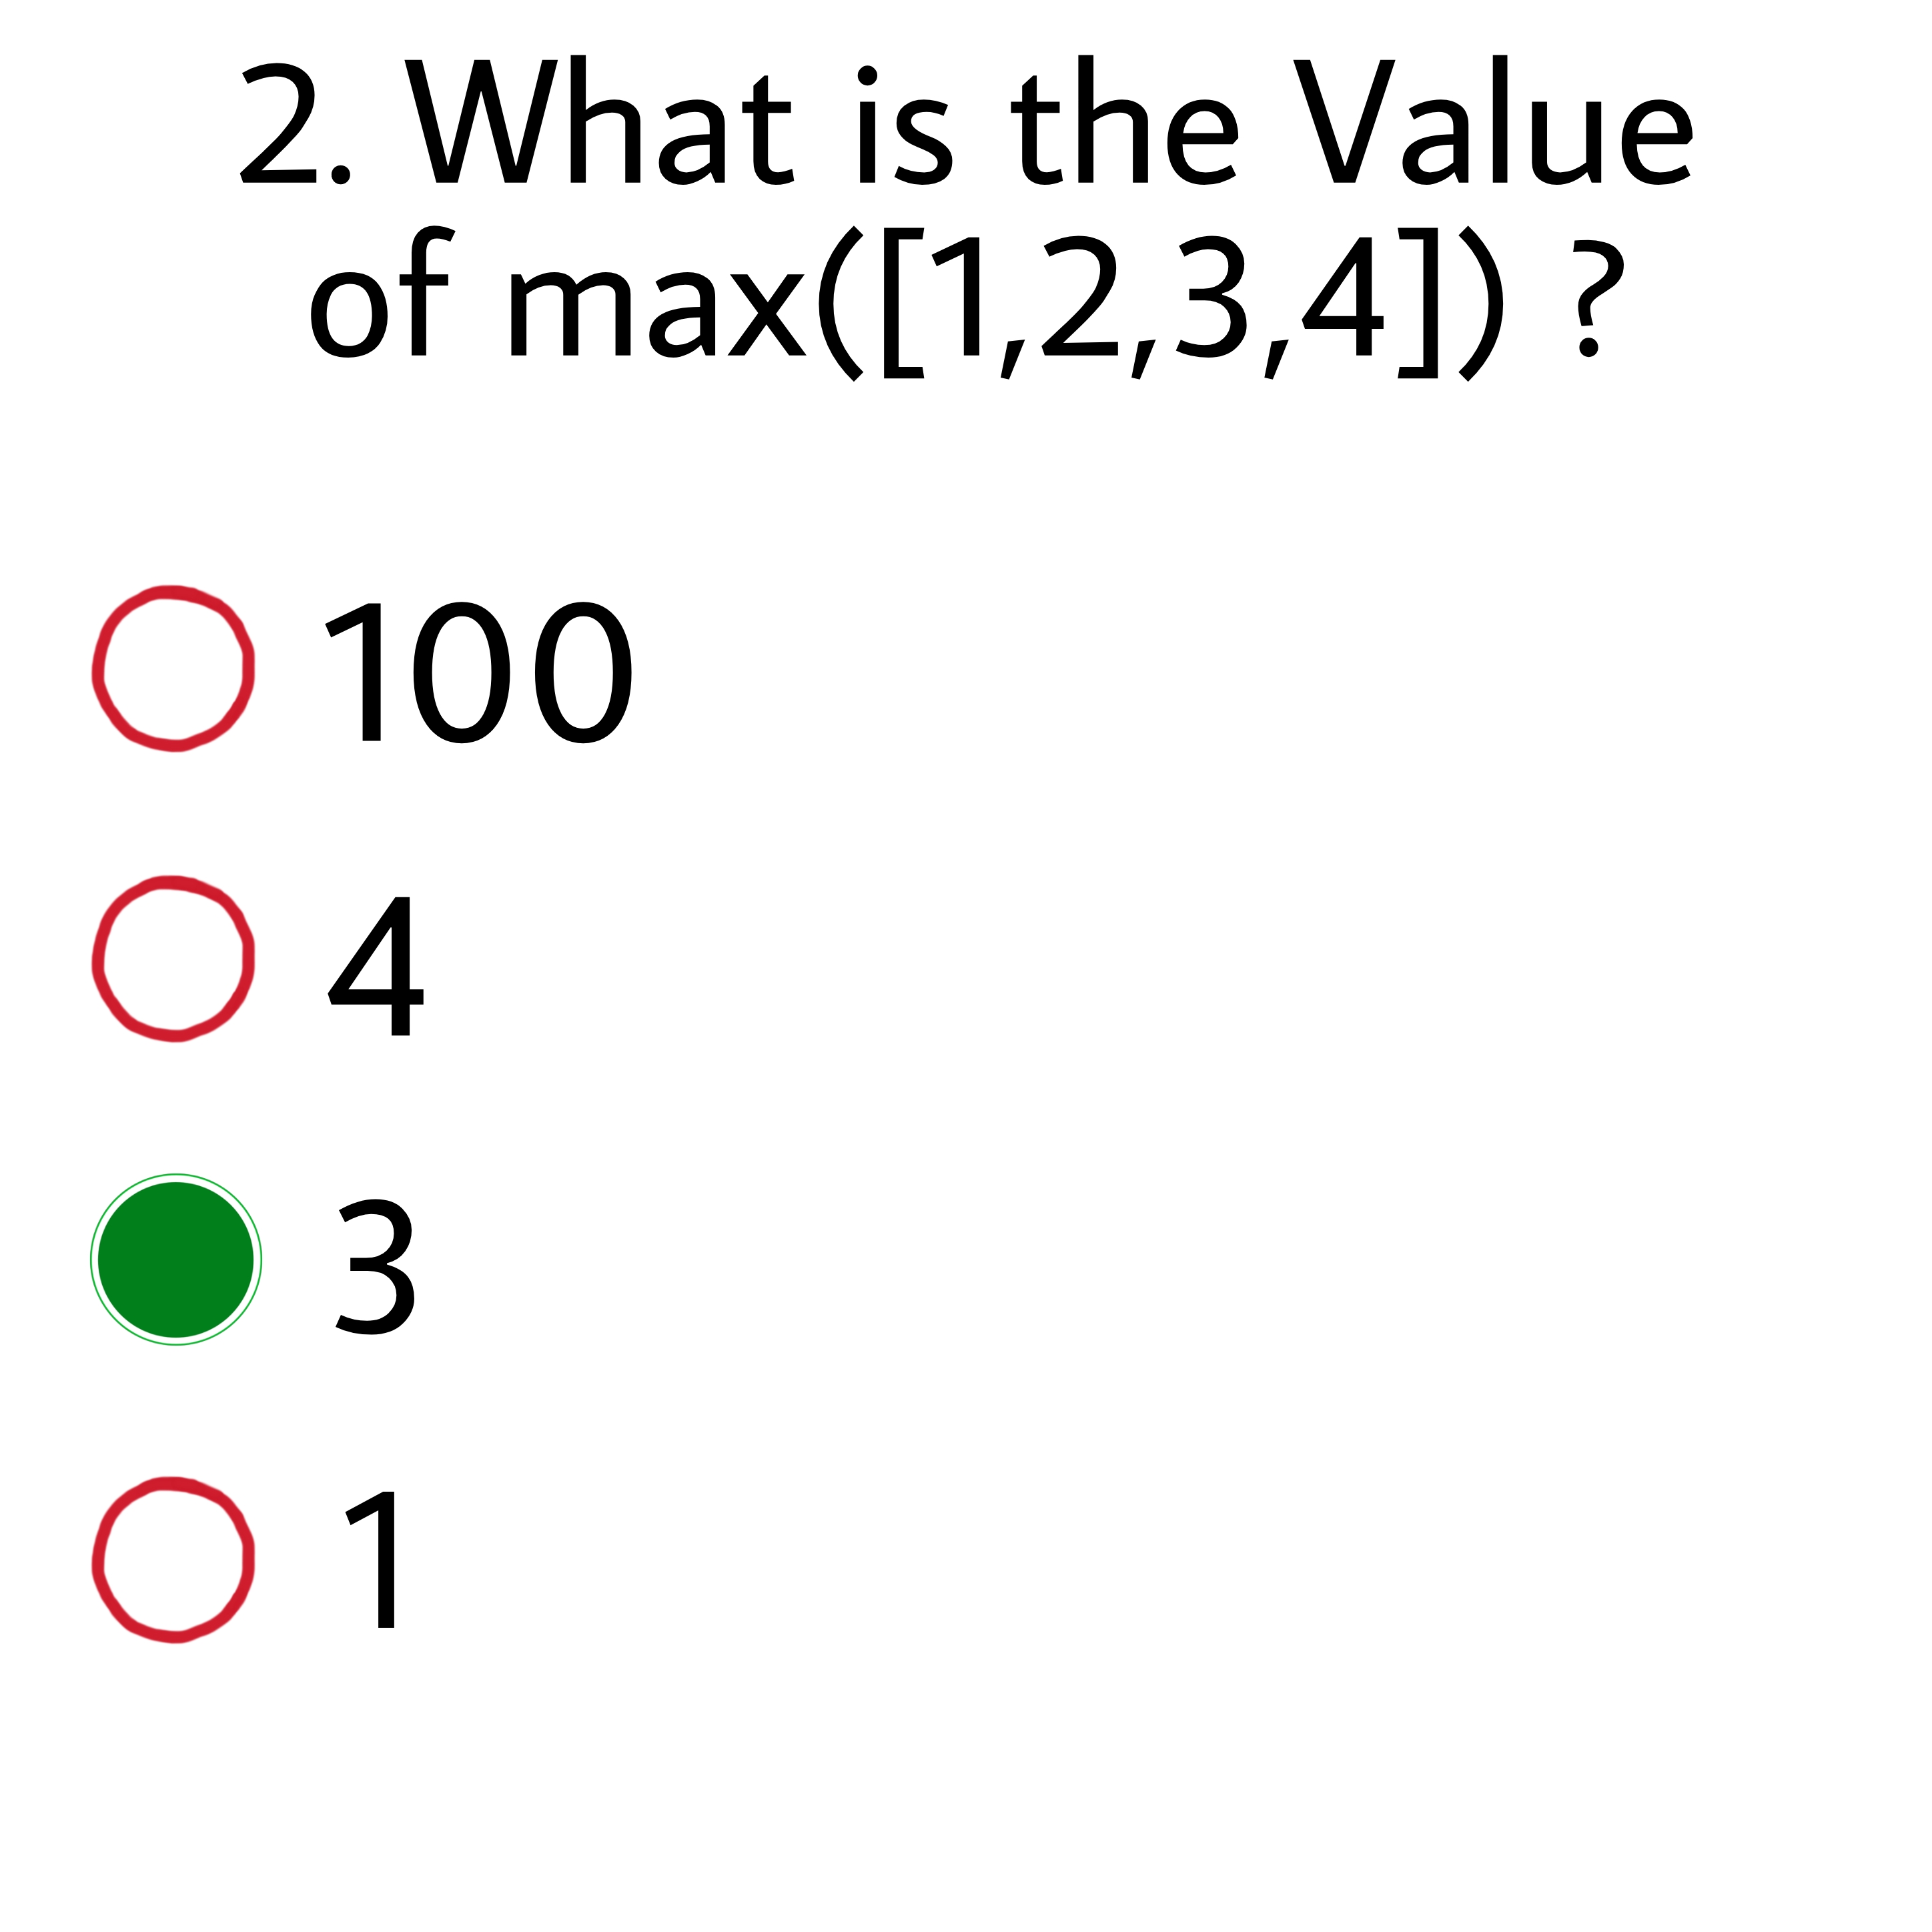 2. What is the Value
of max([1,2,3,4]) ?
100
4
3
1